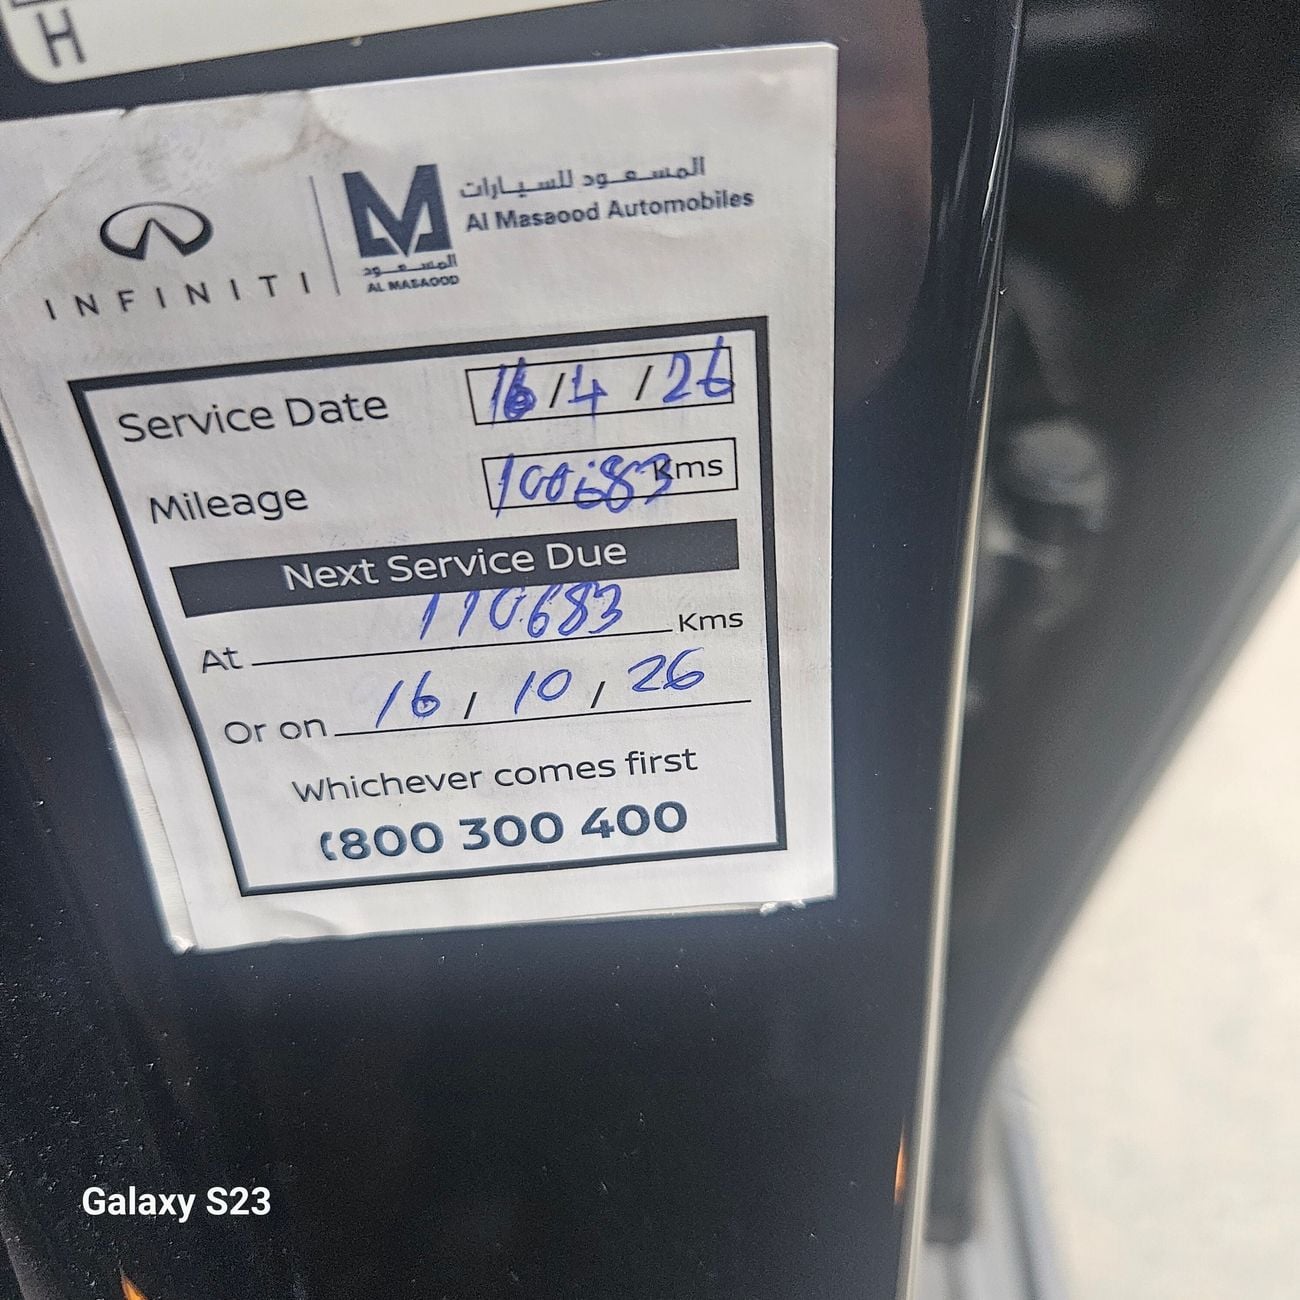 H
المسعود للسيارات
Al Masaood Automobiles
المسعود
AL MASAOOD
INFINITI
Service Date 16/4/26
Mileage 100683 Kms
Next Service Due
At 110683 Kms
Or on 16/10/26
Whichever comes first
800 300 400
Galaxy S23